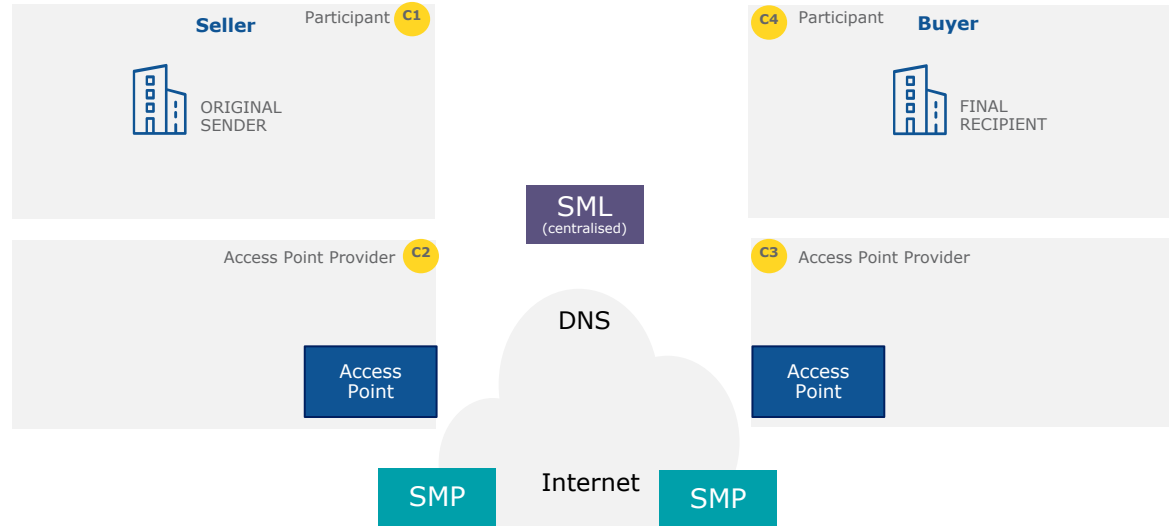 Participant C1
Seller
ORIGINAL
SENDER
C4 Participant
Buyer
FINAL
RECIPIENT
SML
(centralised)
Access Point Provider C2
Access
Point
C3 Access Point Provider
Access
Point
DNS
Internet
SMP
SMP